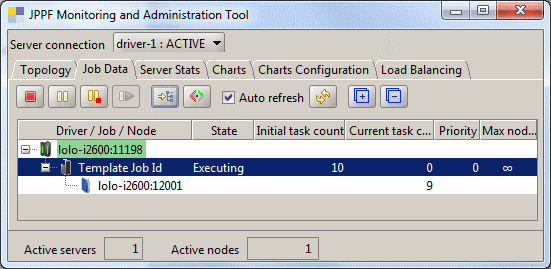 JPPF Monitoring and Administration Tool
Server connection driver-1 : ACTIVE
Topology Job Data Server Stats Charts Charts Configuration Load Balancing
Auto refresh
Driver / Job / Node State Initial task count Current task c... Priority Max nod...
lolo-i2600:11198
Template Job Id Executing 10 0 0 ∞
lolo-i2600:12001 9
Active servers 1 Active nodes 1